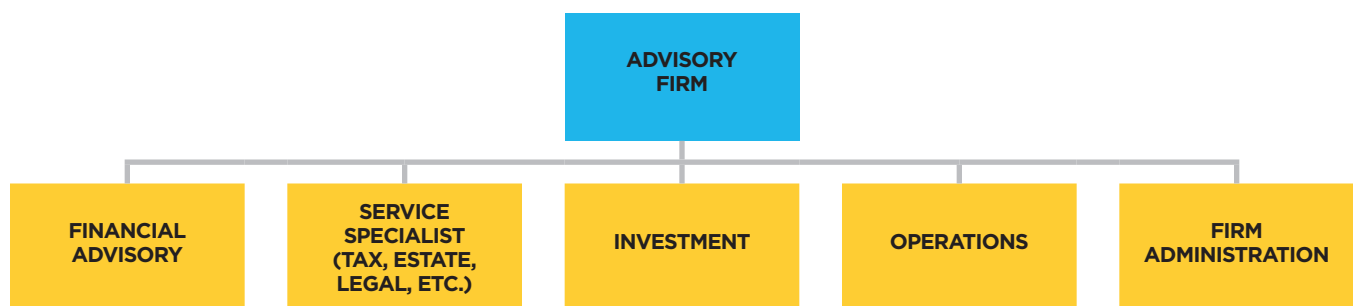 ADVISORY
FIRM
FINANCIAL
ADVISORY
SERVICE
SPECIALIST
(TAX, ESTATE,
LEGAL, ETC.)
INVESTMENT
OPERATIONS
FIRM
ADMINISTRATION